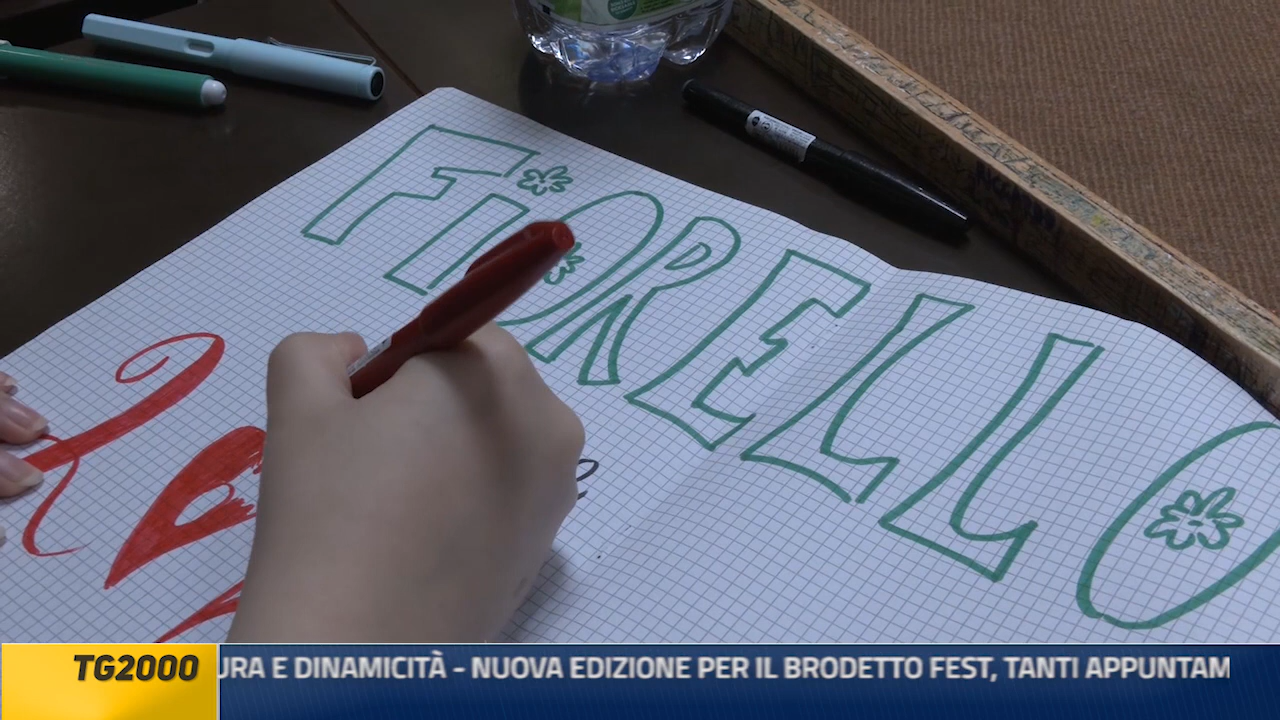 FIORELLO
TG2000
URA E DINAMICITÀ - NUOVA EDIZIONE PER IL BRODETTO FEST, TANTI APPUNTAM